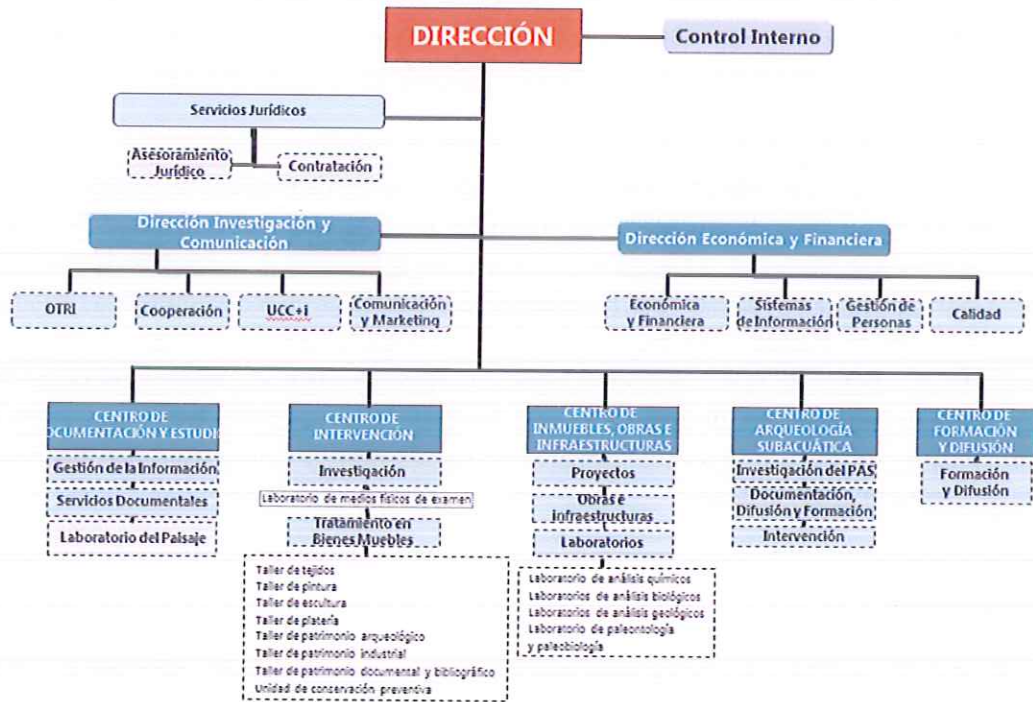 DIRECCIÓN
Control Interno
Servicios Jurídicos
Asesoramiento
Jurídico
Contratación
Dirección Investigación y
Comunicación
Dirección Económica y Financiera
OTRI
Cooperación
UCC+i
Comunicación
y Marketing
Económica
y Financiera
Sistemas
de Información
Gestión de
Personas
Calidad
CENTRO DE
OCUMENTACIÓN Y ESTUDIO
Gestión de la Información
Servicios Documentales
Laboratorio del Paisaje
CENTRO DE
INTERVENCIÓN
Investigación
Laboratorio de medios físicos de examen
Tratamiento en
Bienes Muebles
Taller de tejidos
Taller de pintura
Taller de escultura
Taller de platería
Taller de patrimonio arqueológico
Taller de patrimonio industrial
Taller de patrimonio documental y bibliográfico
Unidad de conservación preventiva
CENTRO DE
INMUEBLES, OBRAS E
INFRAESTRUCTURAS
Proyectos
Obras e
infraestructuras
Laboratorios
Laboratorio de análisis químicos
Laboratorios de análisis biológicos
Laboratorios de análisis geológicos
Laboratorio de paleontología
y paleobiología
CENTRO DE
ARQUEOLOGÍA
SUBACUÁTICA
Investigación del PAS
Documentación,
Difusión y Formación
Intervención
CENTRO DE
FORMACIÓN
Y DIFUSIÓN
Formación
y Difusión